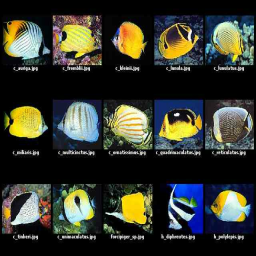 c_auriga.jpg c_fremblii.jpg c_kleinii.jpg c_lunula.jpg c_lunulatus.jpg
c_miliaris.jpg c_multicinctus.jpg c_ornatissimus.jpg c_quadrimaculatus.jpg c_reticulatus.jpg
c_tinkeri.jpg c_unimaculatus.jpg forcipiger_sp.jpg h_diphreutes.jpg h_polylepis.jpg